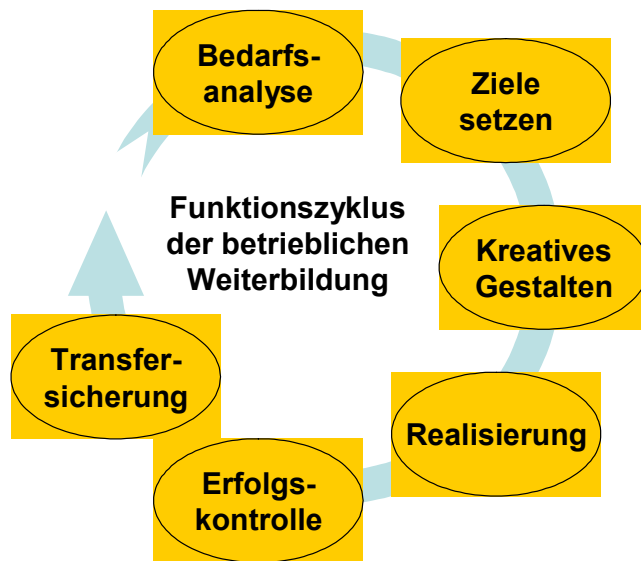 Bedarfs-
analyse
Ziele
setzen
Funktionszyklus
der betrieblichen
Weiterbildung
Kreatives
Gestalten
Realisierung
Erfolgs-
kontrolle
Transfer-
sicherung